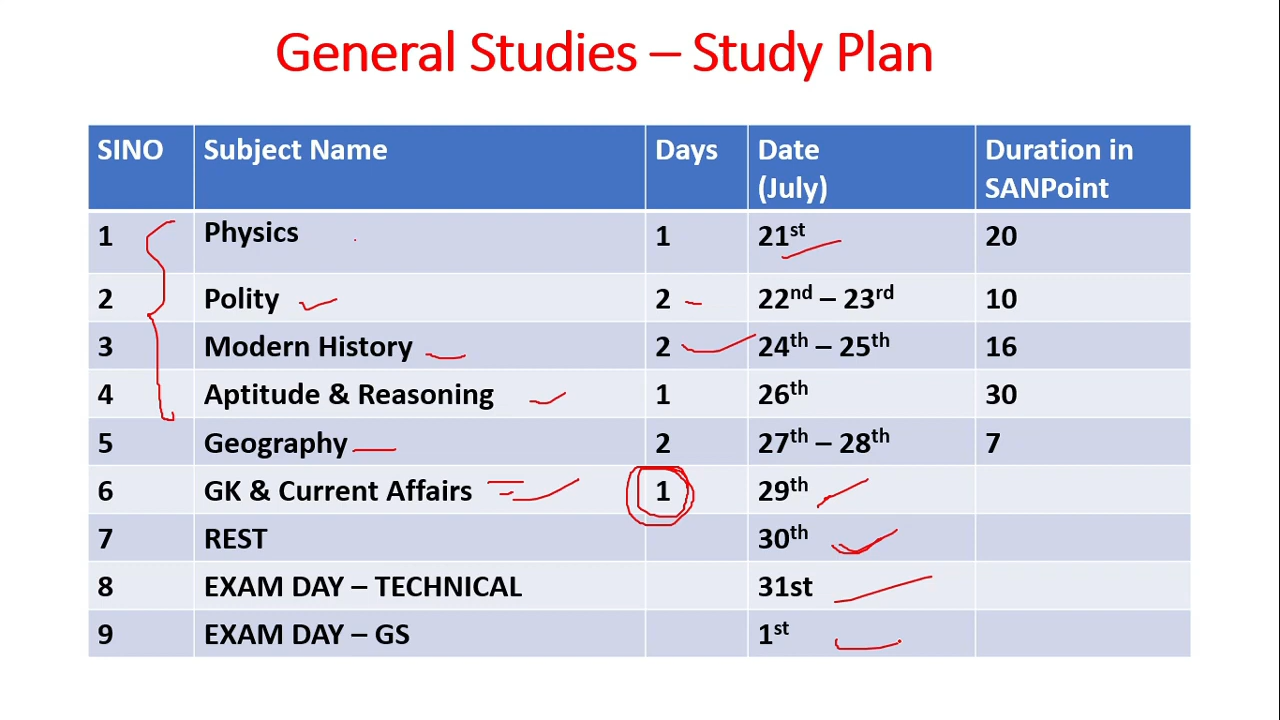 General Studies – Study Plan
SINO Subject Name Days Date (July) Duration in SANPoint
1 Physics 1 21st 20
2 Polity 2 22nd – 23rd 10
3 Modern History 2 24th – 25th 16
4 Aptitude & Reasoning 1 26th 30
5 Geography 2 27th – 28th 7
6 GK & Current Affairs 1 29th
7 REST 30th
8 EXAM DAY – TECHNICAL 31st
9 EXAM DAY – GS 1st